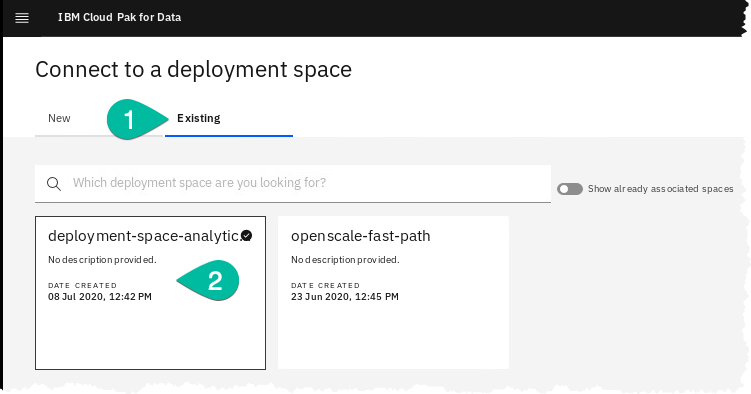 IBM Cloud Pak for Data
Connect to a deployment space
New
1
Existing
Which deployment space are you looking for?
Show already associated spaces
deployment-space-analytic...
No description provided.
DATE CREATED
08 Jul 2020, 12:42 PM
2
openscale-fast-path
No description provided.
DATE CREATED
23 Jun 2020, 12:45 PM